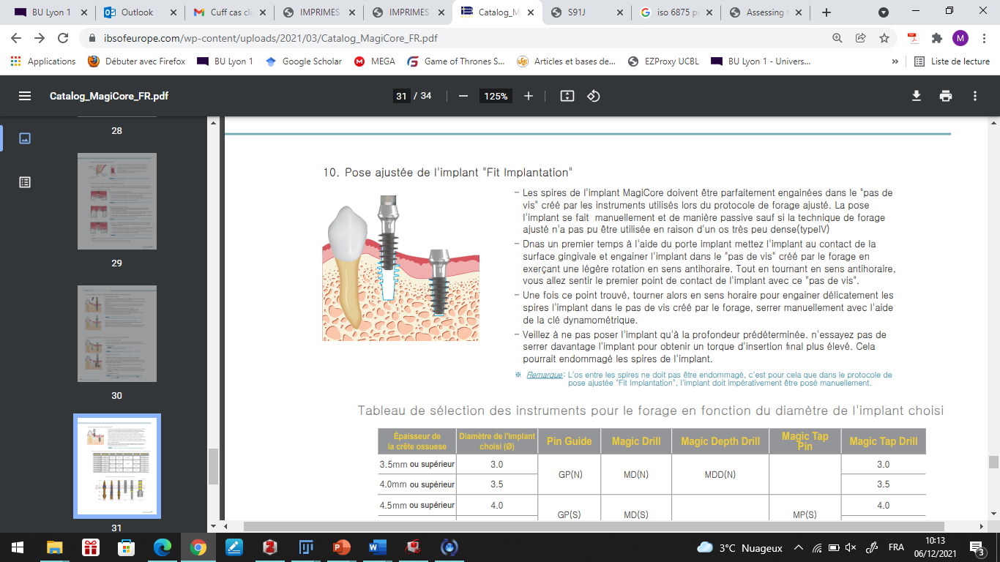 BU Lyon 1
Outlook
Cuff cas cli
IMPRIMES
IMPRIMES
Catalog_M
S91J
iso 6875 po
Assessing t
ibsofeurope.com/wp-content/uploads/2021/03/Catalog_MagiCore_FR.pdf
M
Applications
Débuter avec Firefox
BU Lyon 1
Google Scholar
MEGA
Game of Thrones S...
Articles et bases de...
EZProxy UCBL
BU Lyon 1 - Univers...
»
Liste de lecture
Catalog_MagiCore_FR.pdf
31 / 34
125%
28
29
30
31
10. Pose ajustée de l'implant "Fit Implantation"
- Les spires de l'implant MagiCore doivent être parfaitement engainées dans le "pas de
vis" créé par les instruments utilisés lors du protocole de forage ajusté. La pose
l'implant se fait manuellement et de manière passive sauf si la technique de forage
ajusté n'a pas pu être utilisée en raison d'un os très peu dense(typeIV)
- Dnas un premier temps à l'aide du porte implant mettez l'implant au contact de la
surface gingivale et engainer l'implant dans le "pas de vis" créé par le forage en
exerçant une légère rotation en sens antihoraire. Tout en tournant en sens antihoraire,
vous allez sentir le premier point de contact de l'implant avec ce "pas de vis".
- Une fois ce point trouvé, tourner alors en sens horaire pour engainer délicatement les
spires l'implant dans le pas de vis créé par le forage, serrer manuellement avec l'aide
de la clé dynamométrique.
- Veillez à ne pas poser l'implant qu'à la profondeur prédéterminée. n'essayez pas de
serrer davantage l'implant pour obtenir un torque d'insertion final plus élevé. Cela
pourrait endommagé les spires de l'implant.
※ Remarque: L'os entre les spires ne doit pas être endommagé, c'est pour cela que dans le protocole de
pose ajustée "Fit Implantation", l'implant doit impérativement être posé manuellement.
Tableau de sélection des instruments pour le forage en fonction du diamètre de l'implant choisi
Épaisseur de la crête ossuese
Diamètre de l'implant choisi (Ø)
Pin Guide
Magic Drill
Magic Depth Drill
Magic Tap Pin
Magic Tap Drill
3.5mm ou supérieur
3.0
GP(N)
MD(N)
MDD(N)
3.0
4.0mm ou supérieur
3.5
3.5
4.5mm ou supérieur
4.0
GP(S)
MD(S)
MP(S)
4.0
3°C Nuageux
FRA
10:13
06/12/2021
3